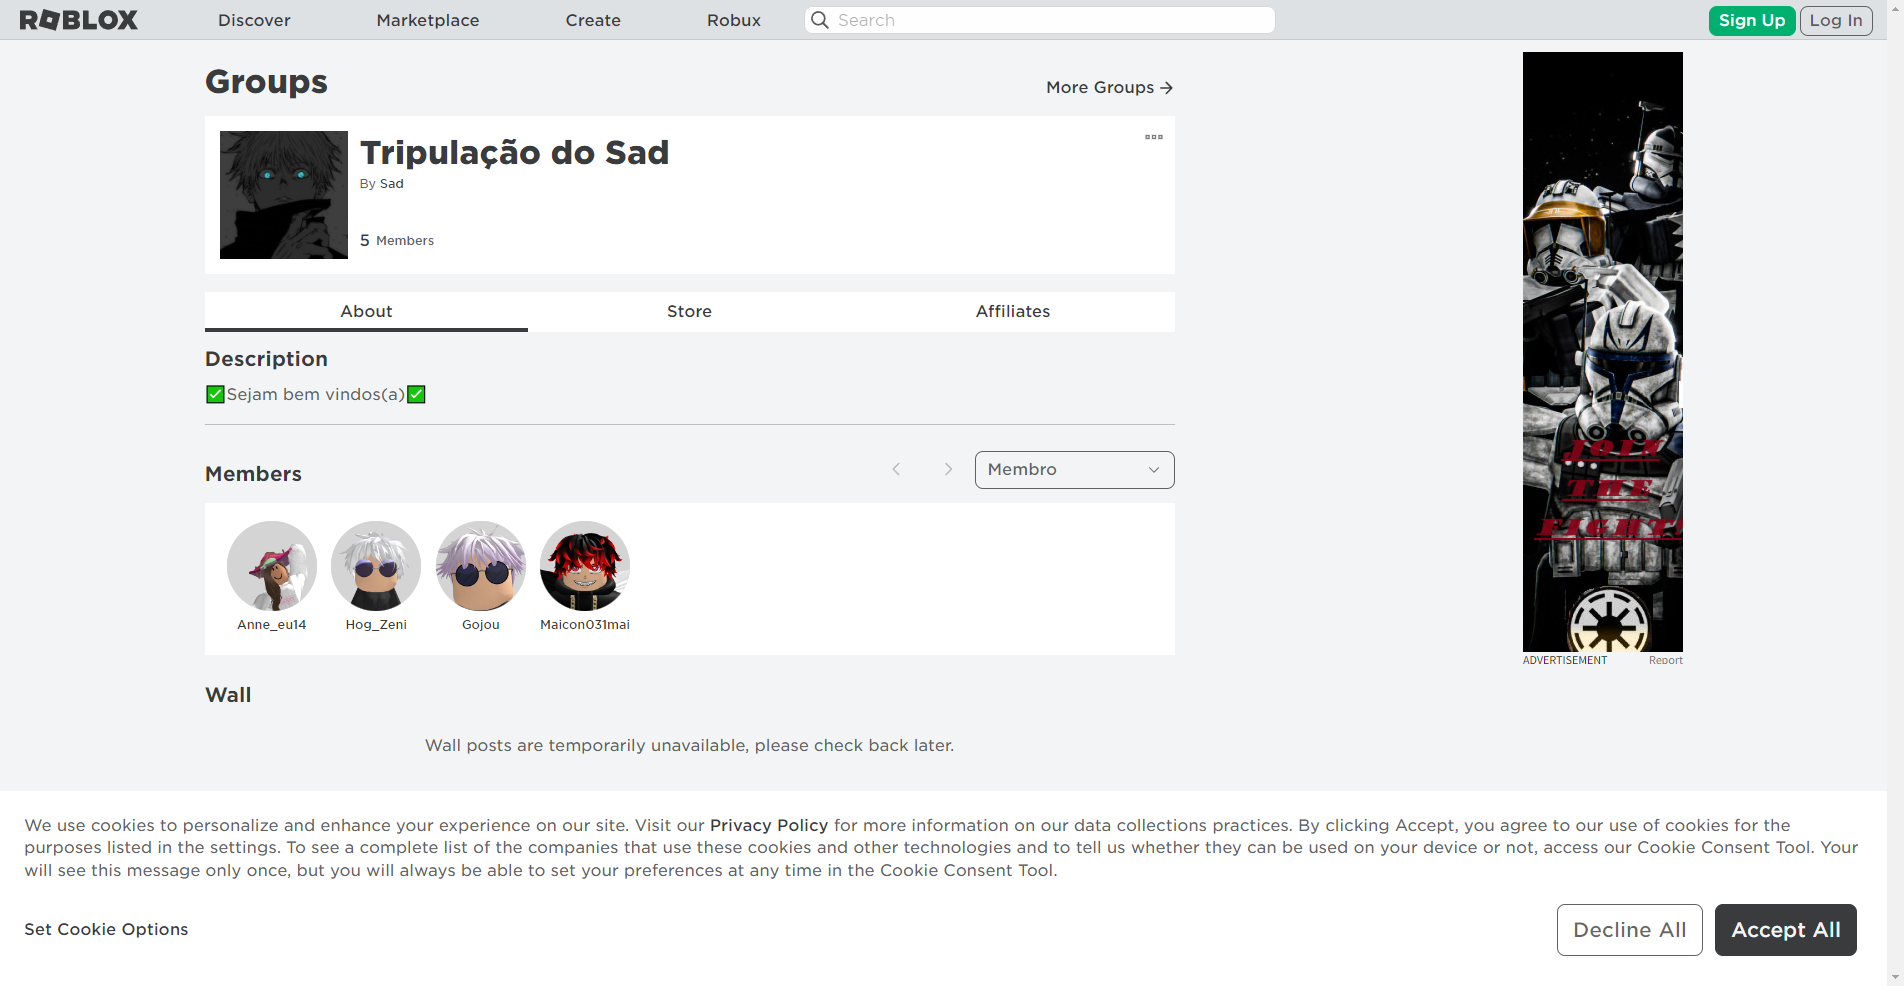 ROBLOX
Discover
Marketplace
Create
Robux
Search
Sign Up
Log In
Groups
More Groups
Tripulação do Sad
By Sad
5 Members
About
Store
Affiliates
Description
✅Sejam bem vindos(a)✅
Members
Membro
Anne_eu14
Hog_Zeni
Gojou
Maicon031mai
Wall
Wall posts are temporarily unavailable, please check back later.
JOIN
THE
FIGHT!
ADVERTISEMENT
Report
We use cookies to personalize and enhance your experience on our site. Visit our Privacy Policy for more information on our data collections practices. By clicking Accept, you agree to our use of cookies for the
purposes listed in the settings. To see a complete list of the companies that use these cookies and other technologies and to tell us whether they can be used on your device or not, access our Cookie Consent Tool. Your
will see this message only once, but you will always be able to set your preferences at any time in the Cookie Consent Tool.
Set Cookie Options
Decline All
Accept All